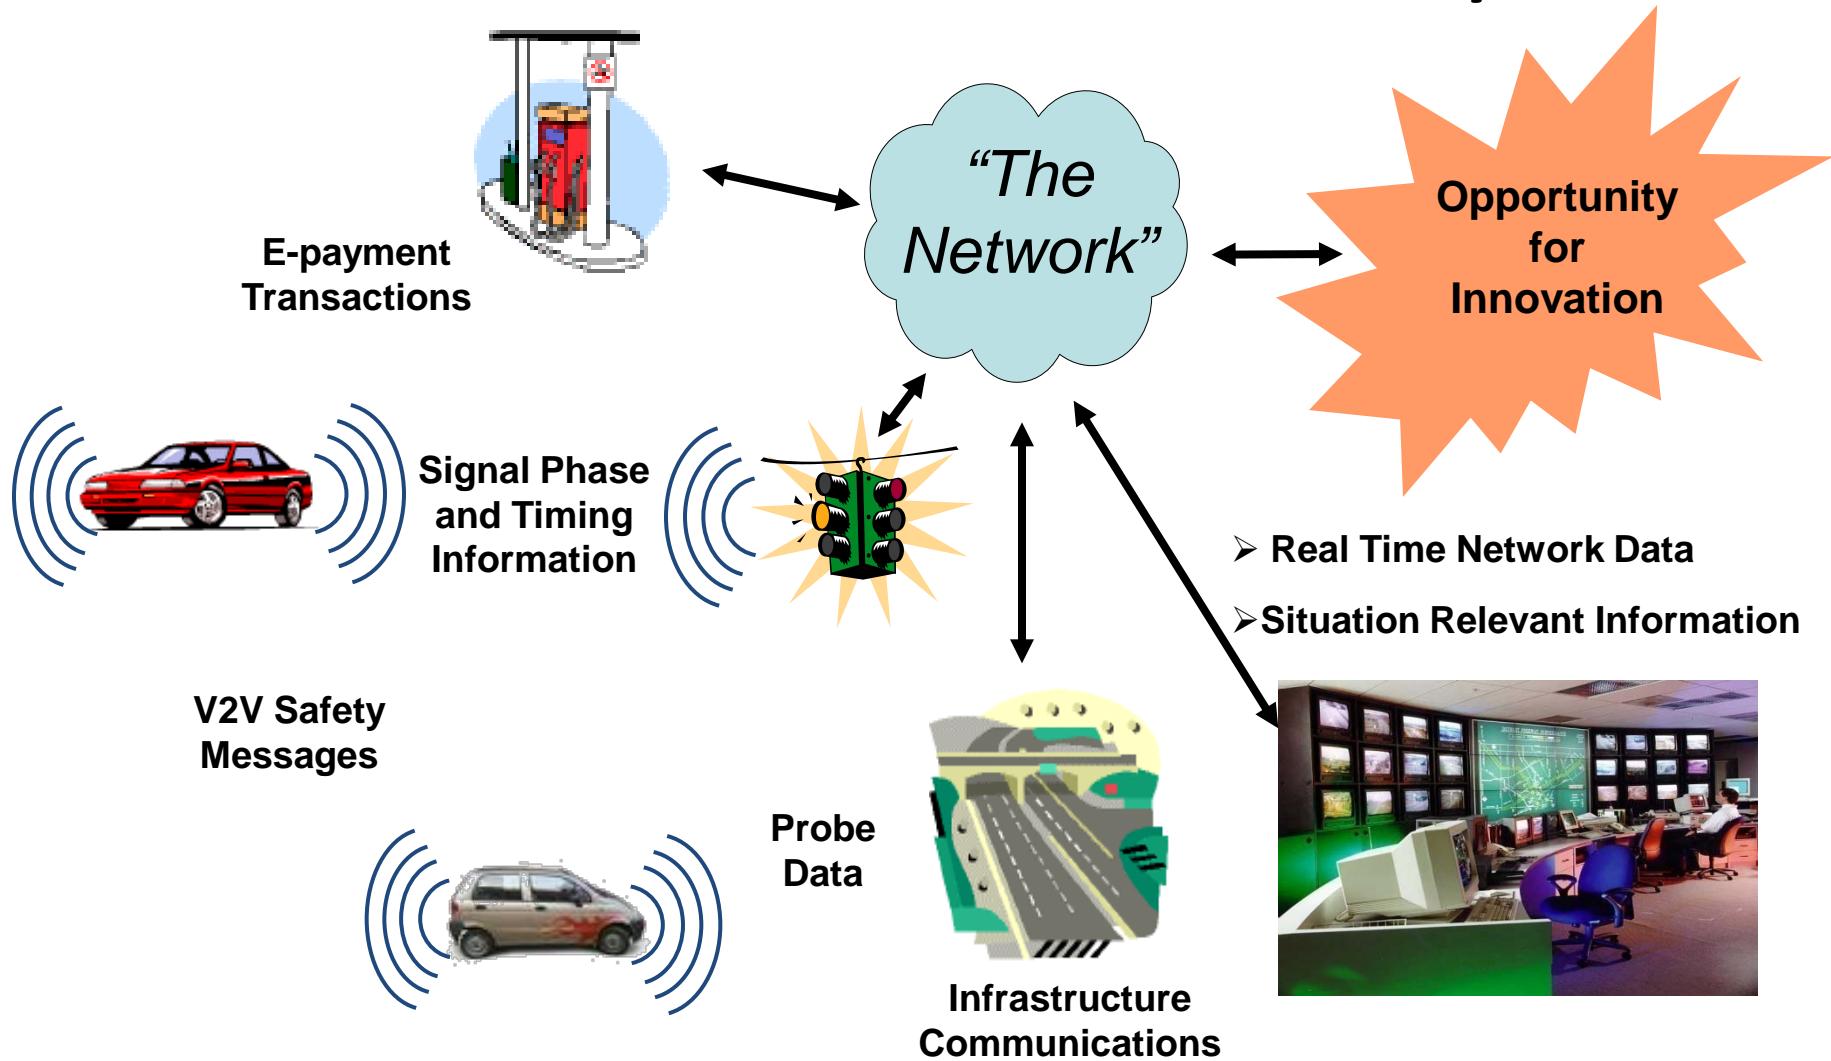 “The
Network”
Opportunity
for
Innovation
E-payment
Transactions
Signal Phase
and Timing
Information
➢ Real Time Network Data
➢Situation Relevant Information
V2V Safety
Messages
Probe
Data
Infrastructure
Communications